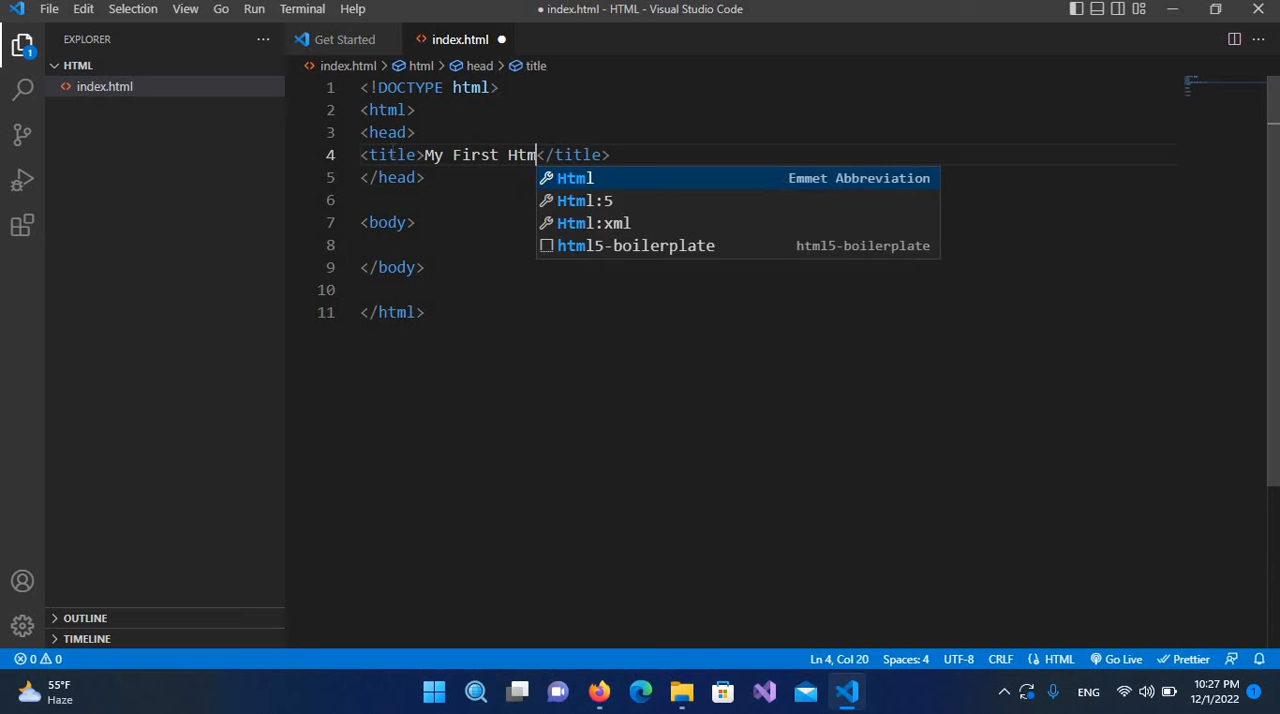 File Edit Selection View Go Run Terminal Help
● index.html - HTML - Visual Studio Code
EXPLORER
Get Started
index.html
HTML
index.html > html > head > title
index.html
1 <!DOCTYPE html>
2 <html>
3 <head>
4 <title>My First Htm</title>
Html Emmet Abbreviation
5 </head>
Html:5
6
7 <body>
Html:xml
8
html5-boilerplate html5-boilerplate
9 </body>
10
11 </html>
OUTLINE
TIMELINE
0 0 Ln 4, Col 20 Spaces: 4 UTF-8 CRLF HTML Go Live Prettier
55°F
Haze
ENG
10:27 PM
12/1/2022
1
1